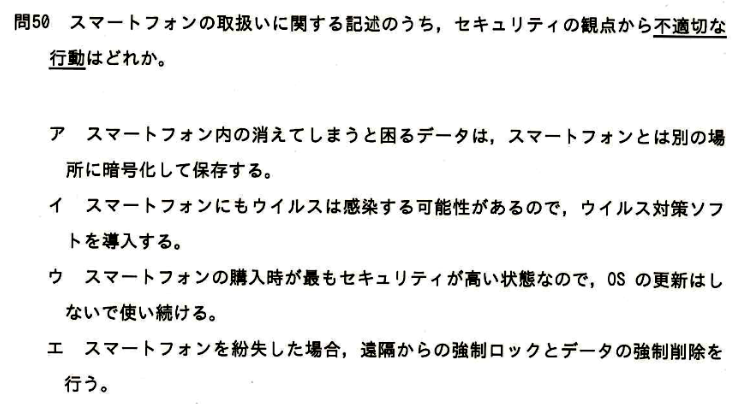 問50 スマートフォンの取扱いに関する記述のうち，セキュリティの観点から不適切な
行動はどれか。
ア スマートフォン内の消えてしまうと困るデータは，スマートフォンとは別の場
所に暗号化して保存する。
イ スマートフォンにもウイルスは感染する可能性があるので，ウイルス対策ソフ
トを導入する。
ウ スマートフォンの購入時が最もセキュリティが高い状態なので，OS の更新はし
ないで使い続ける。
エ スマートフォンを紛失した場合，遠隔からの強制ロックとデータの強制削除を
行う。